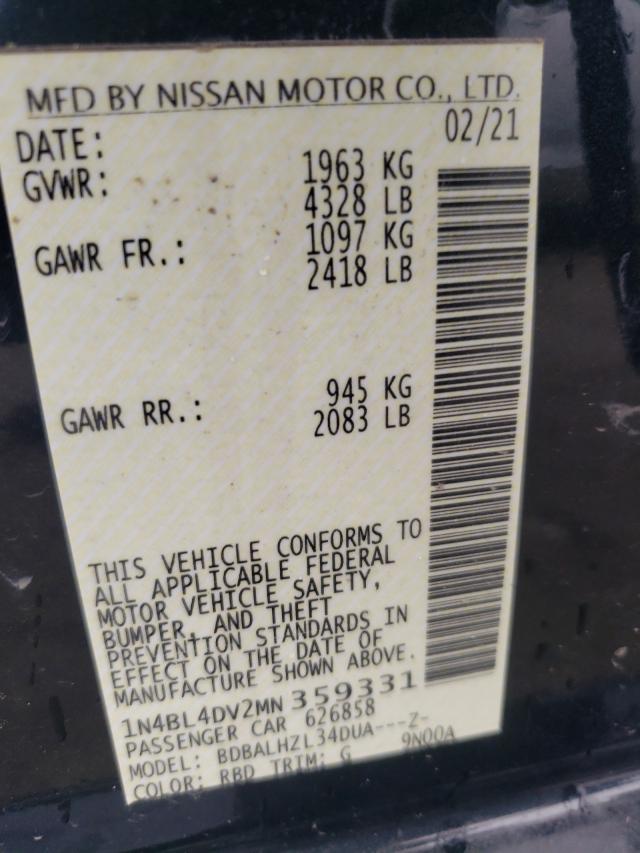 MFD BY NISSAN MOTOR CO., LTD.
DATE: 02/21
GVWR: 1963 KG
4328 LB
GAWR FR.: 1097 KG
2418 LB
GAWR RR.: 945 KG
2083 LB
THIS VEHICLE CONFORMS TO
ALL APPLICABLE FEDERAL
MOTOR VEHICLE SAFETY,
BUMPER, AND THEFT
PREVENTION STANDARDS IN
EFFECT ON THE DATE OF
MANUFACTURE SHOWN ABOVE.
1N4BL4DV2MN359331
PASSENGER CAR 626858
MODEL: BDBALHZL34DUA---Z-
COLOR: RBD TRIM: G 9N00A